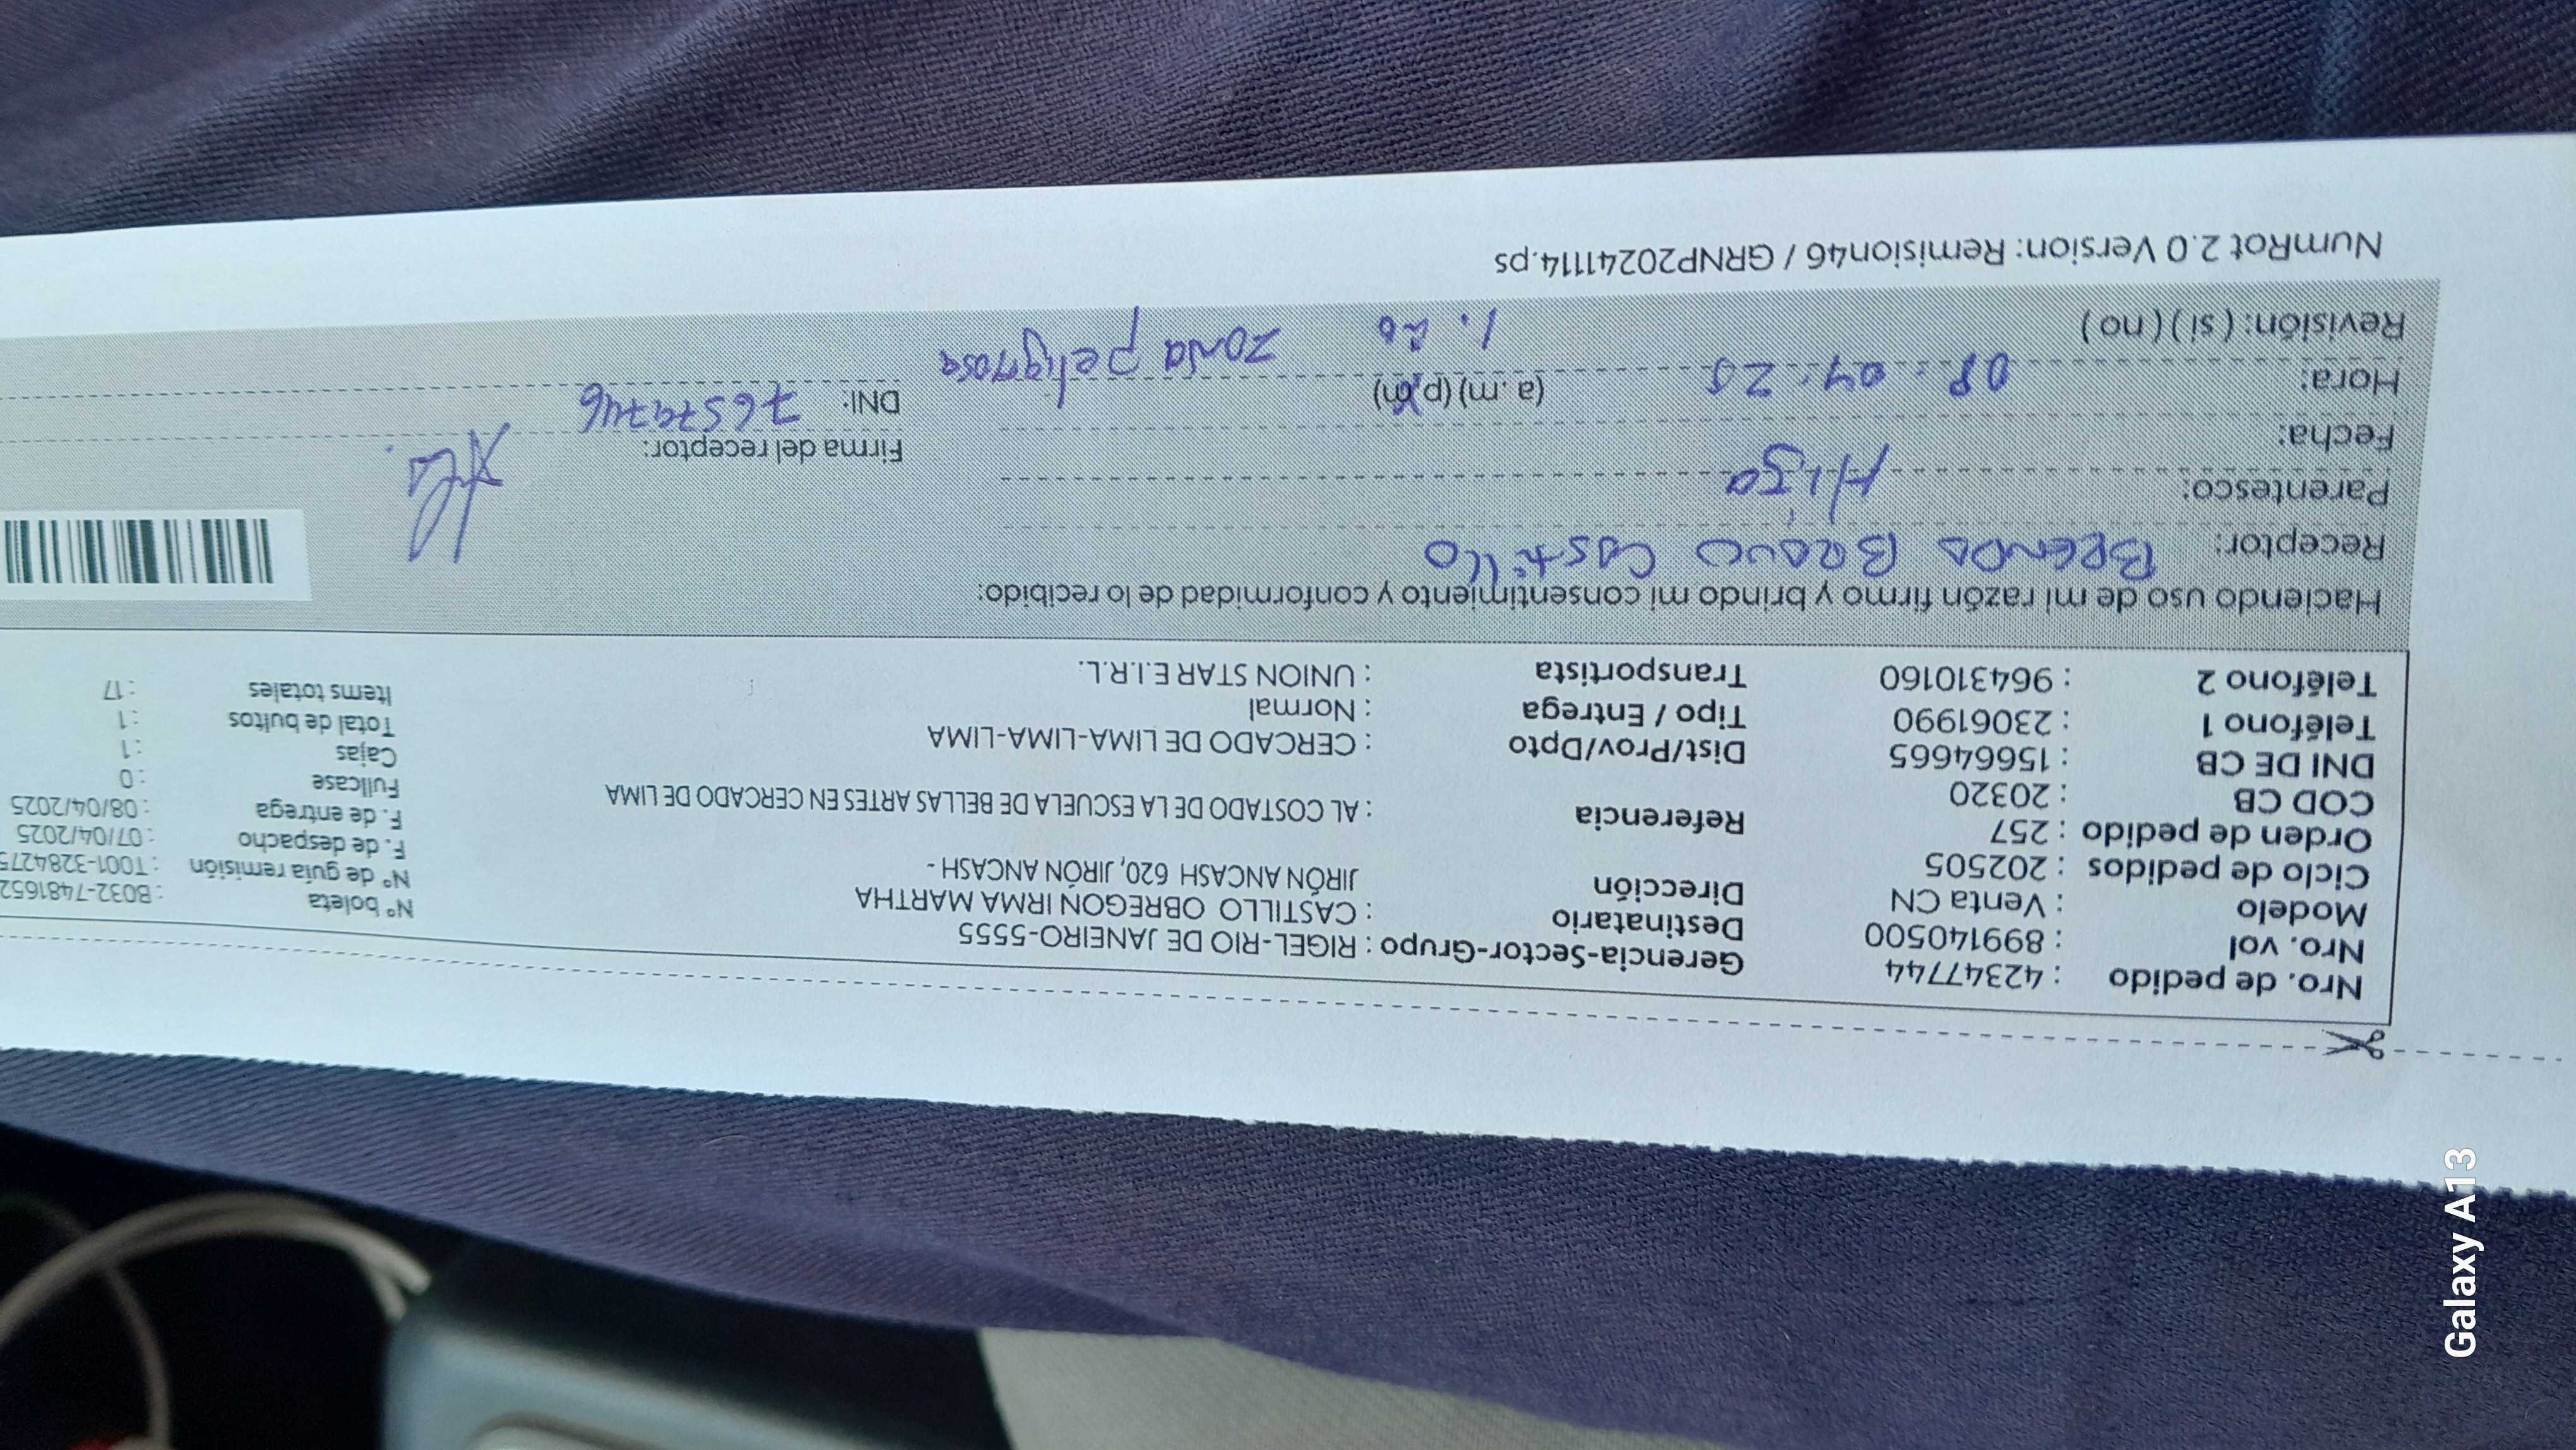 Nro. de pedido : 42347744
Nro. vol : 899140500
Modelo : Venta CN
Ciclo de pedidos : 202505
Orden de pedido : 257
COD CB : 20320
DNI DE CB : 15664665
Teléfono 1 : 23061990
Teléfono 2 : 964310160
Gerencia-Sector-Grupo : RIGEL-RIO DE JANEIRO-5555
Destinatario : CASTILLO OBREGON IRMA MARTHA
Dirección JIRÓN ANCASH 620, JIRÓN ANCASH -
Referencia : AL COSTADO DE LA ESCUELA DE BELLAS ARTES EN CERCADO DE LIMA
Dist/Prov/Dpto : CERCADO DE LIMA-LIMA-LIMA
Tipo / Entrega : Normal
Transportista : UNION STAR E.I.R.L.
N° boleta : B032-7481652
N° de guía remisión : T001-3284275
F. de despacho : 07/04/2025
F. de entrega : 08/04/2025
Fullcase : 0
Cajas : 1
Total de bultos : 1
Items totales : 17
Haciendo uso de mi razón firmo y brindo mi consentimiento y conformidad de lo recibido:
Receptor: BRENDA BRAVO CASTILLO
Parentesco: Hija
Fecha: 08.04.25
Hora: (a.m) (p.m)
Revisión: (si) (no)
Firma del receptor:
DNI: 76579746
zona peligrosa
NumRot 2.0 Version: Remision46 / GRNP20241114.ps
Galaxy A13